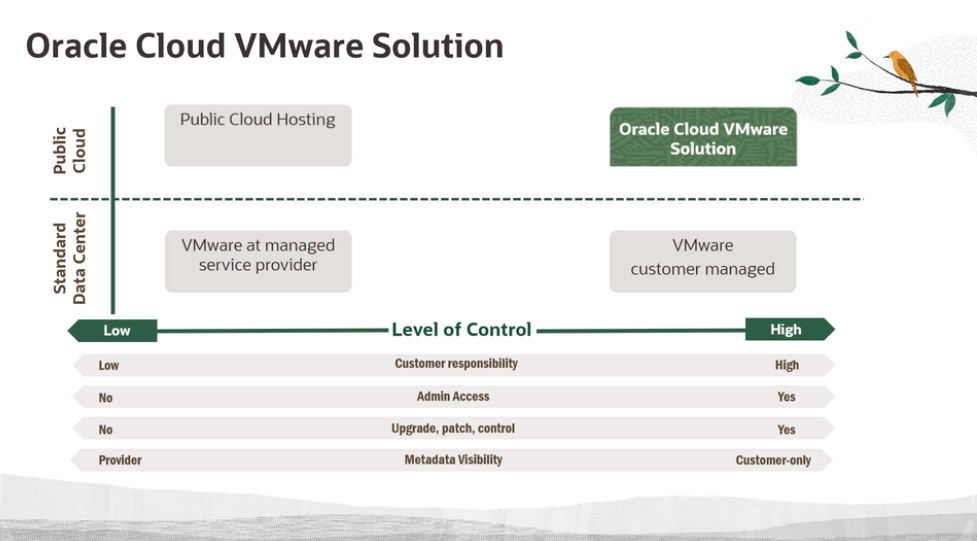 Oracle Cloud VMware Solution
Public
Cloud
Public Cloud Hosting
Oracle Cloud VMware
Solution
Standard
Data Center
VMware at managed
service provider
VMware
customer managed
Low Level of Control High
Low Customer responsibility High
No Admin Access Yes
No Upgrade, patch, control Yes
Provider Metadata Visibility Customer-only